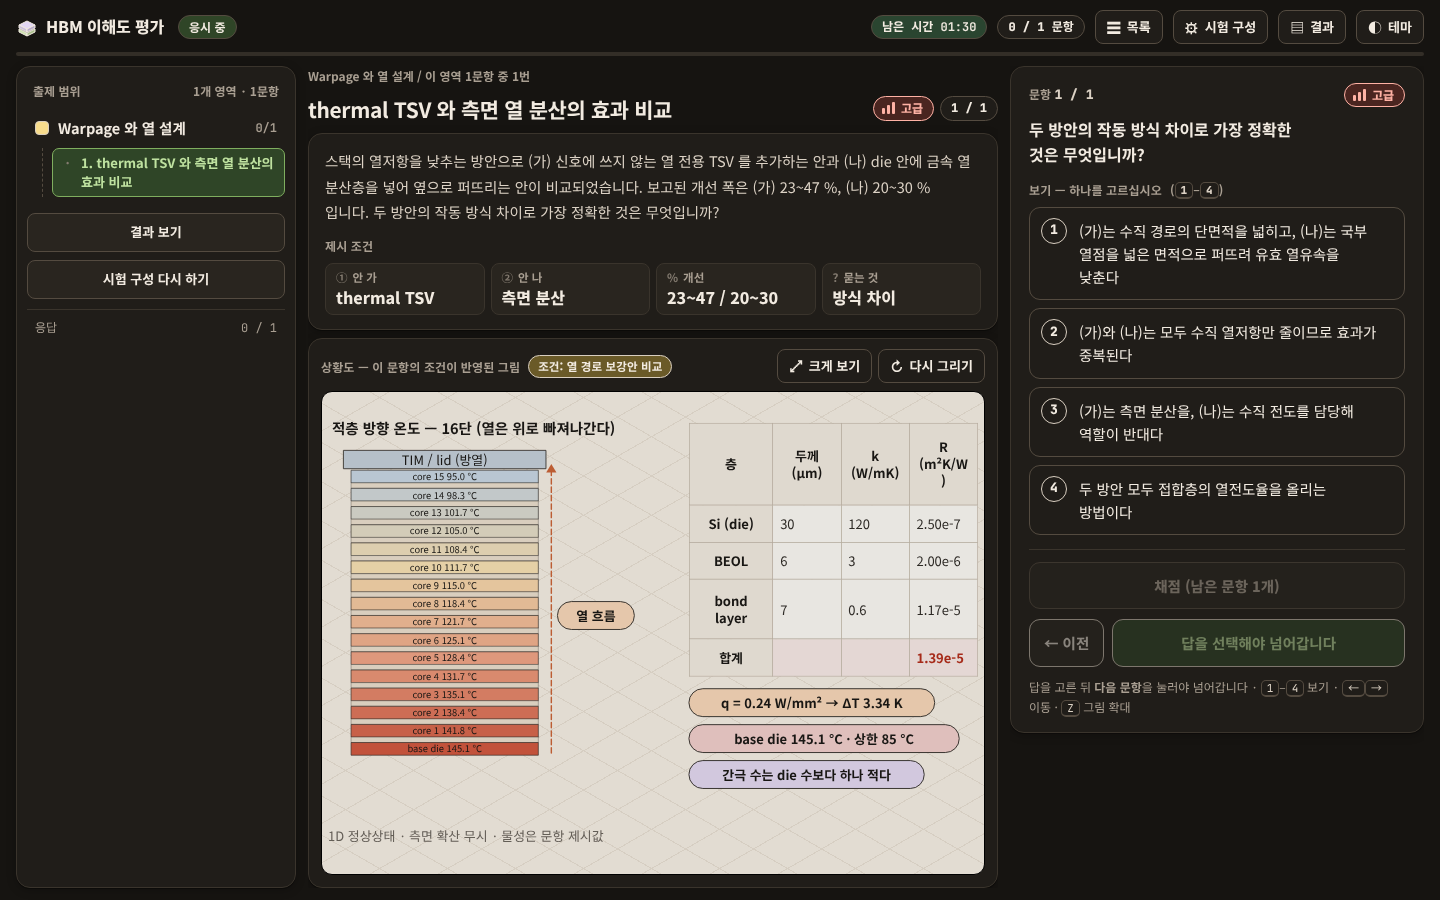 HBM 이해도 평가
응시 중
남은 시간 01:30
0 / 1 문항
목록
시험 구성
결과
테마
출제 범위
1개 영역 · 1문항
Warpage 와 열 설계
0/1
1. thermal TSV 와 측면 열 분산의
효과 비교
결과 보기
시험 구성 다시 하기
응답
0 / 1
Warpage 와 열 설계 / 이 영역 1문항 중 1번
thermal TSV 와 측면 열 분산의 효과 비교
고급
1 / 1
스택의 열저항을 낮추는 방안으로 (가) 신호에 쓰지 않는 열 전용 TSV 를 추가하는 안과 (나) die 안에 금속 열
분산층을 넣어 옆으로 퍼뜨리는 안이 비교되었습니다. 보고된 개선 폭은 (가) 23~47 %, (나) 20~30 %
입니다. 두 방안의 작동 방식 차이로 가장 정확한 것은 무엇입니까?
제시 조건
① 안 가
thermal TSV
② 안 나
측면 분산
% 개선
23~47 / 20~30
? 묻는 것
방식 차이
상황도 — 이 문항의 조건이 반영된 그림
조건: 열 경로 보강안 비교
크게 보기
다시 그리기
적층 방향 온도 — 16단 (열은 위로 빠져나간다)
TIM / lid (방열)
core 15 95.0 °C
core 14 98.3 °C
core 13 101.7 °C
core 12 105.0 °C
core 11 108.4 °C
core 10 111.7 °C
core 9 115.0 °C
core 8 118.4 °C
core 7 121.7 °C
core 6 125.1 °C
core 5 128.4 °C
core 4 131.7 °C
core 3 135.1 °C
core 2 138.4 °C
core 1 141.8 °C
base die 145.1 °C
열 흐름
층
두께
(μm)
k
(W/mK)
R
(m²K/W
)
Si (die)
30
120
2.50e-7
BEOL
6
3
2.00e-6
bond
layer
7
0.6
1.17e-5
합계
1.39e-5
q = 0.24 W/mm² → ΔT 3.34 K
base die 145.1 °C · 상한 85 °C
간극 수는 die 수보다 하나 적다
1D 정상상태 · 측면 확산 무시 · 물성은 문항 제시값
문항 1 / 1
고급
두 방안의 작동 방식 차이로 가장 정확한
것은 무엇입니까?
보기 — 하나를 고르십시오 (1–4)
1
(가)는 수직 경로의 단면적을 넓히고, (나)는 국부
열점을 넓은 면적으로 퍼뜨려 유효 열유속을
낮춘다
2
(가)와 (나)는 모두 수직 열저항만 줄이므로 효과가
중복된다
3
(가)는 측면 분산을, (나)는 수직 전도를 담당해
역할이 반대다
4
두 방안 모두 접합층의 열전도율을 올리는
방법이다
채점 (남은 문항 1개)
← 이전
답을 선택해야 넘어갑니다
답을 고른 뒤 다음 문항을 눌러야 넘어갑니다 · 1–4 보기 · ← →
이동 · Z 그림 확대